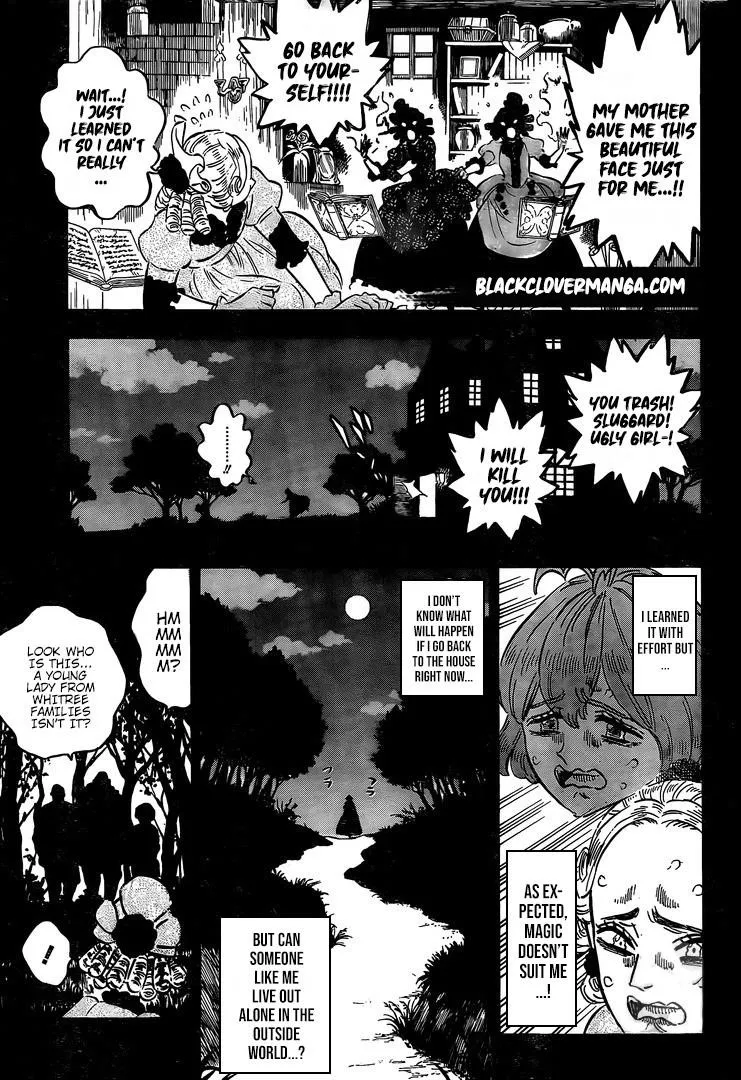 MY MOTHER
GAVE ME THIS
BEAUTIFUL
FACE JUST
FOR ME...!!
GO BACK
TO YOUR-
SELF!!!!
WAIT...!
I JUST
LEARNED
IT SO I CAN'T
REALLY
...
BLACKCLOVERMANGA.COM
YOU TRASH!
SLUGGARD!
UGLY GIRL-!
I WILL
KILL
YOU!!!
........!!
I LEARNED
IT WITH
EFFORT BUT
...
AS EX-
PECTED,
MAGIC
DOESN'T
SUIT ME
...!
I DON'T
KNOW WHAT
WILL HAPPEN
IF I GO BACK
TO THE HOUSE
RIGHT NOW...
BUT CAN
SOMEONE
LIKE ME
LIVE OUT
ALONE IN THE
OUTSIDE
WORLD...?
HM
MM
MM
MM
M?
LOOK WHO
IS THIS...
A YOUNG
LADY FROM
WHITREE
FAMILIES
ISN'T IT?